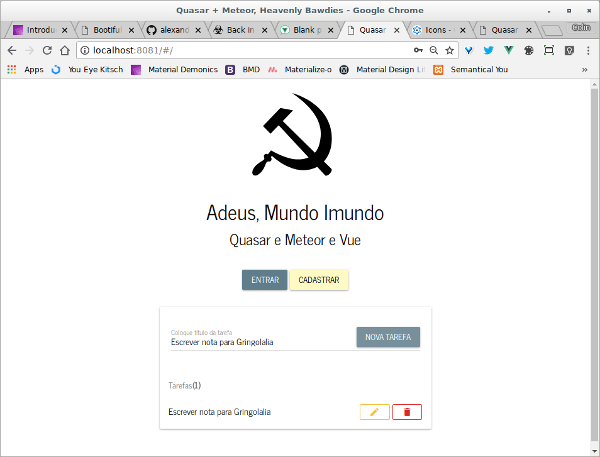 Quasar + Meteor, Heavenly Bawdies - Google Chrome
Introdu
Bootiful
alexand
Back in
Blank p
Quasar
Icons -
Quasar
Colin
localhost:8081/#/
Apps
You Eye Kitsch
Material Demonics
BMD
Materialize-o
Material Design Li
Semantical You
»
Adeus, Mundo Imundo
Quasar e Meteor e Vue
ENTRAR
CADASTRAR
Coloque titulo da tarefa
Escrever nota para Gringolalia
NOVA TAREFA
Tarefas(1)
Escrever nota para Gringolalia